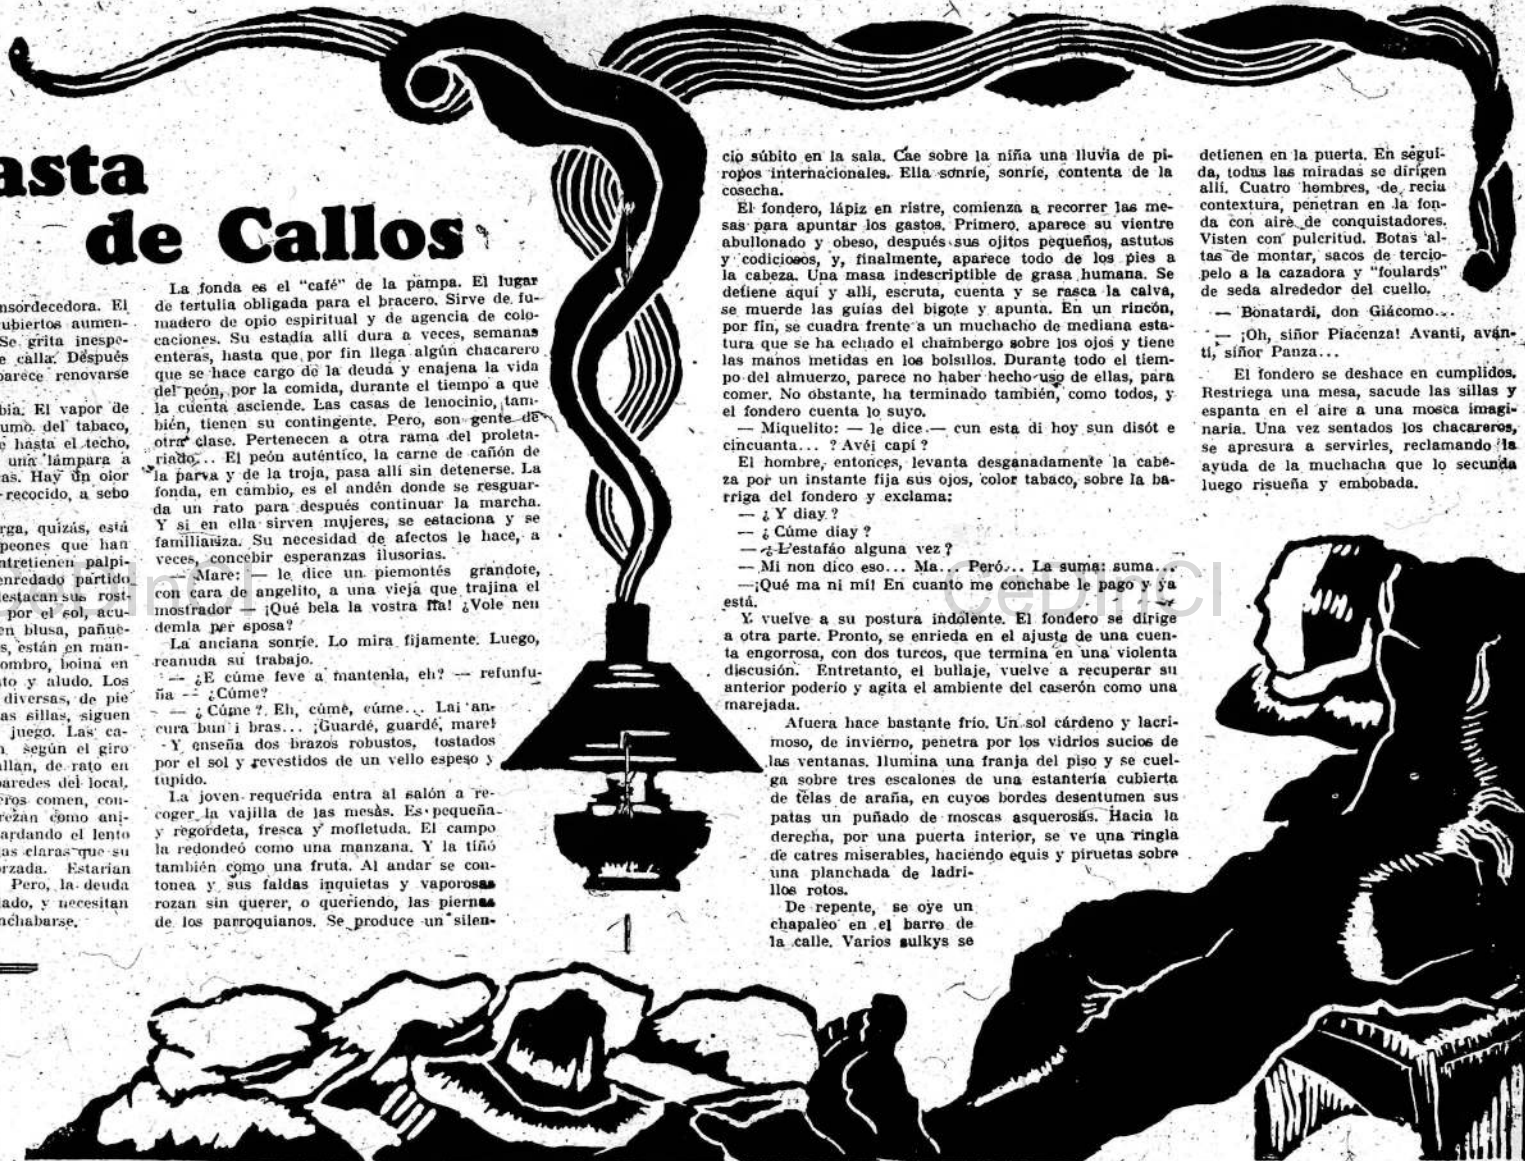 asta
de Callos
nsordecedora. El
ubiertos aumen-
Se grita inespe-
e calla. Después
parece renovarse
bia. El vapor de
umo del tabaco,
e hasta el techo,
una lámpara a
as. Hay un olor
recocido, a sebo
rga, quizás, está
peones que han
ntretienen palpi-
enredado partido
destacan sus rost-
por el sol, acu-
en blusa, pañue-
s, están en man-
ombro, boina en
to y aludo. Los
diversas, de pie
as sillas, siguen
juego. Las ca-
según el giro
allan, de rato en
paredes del local,
eros comen, con-
rezan como ani-
ardando el lento
as claras que su
orzada. Estarían
Pero, la deuda
ado, y necesitan
nchabarse.
La fonda es el "café" de la pampa. El lugar
de tertulia obligada para el bracero. Sirve de fu-
madero de opio espiritual y de agencia de colo-
caciones. Su estadía allí dura a veces, semanas
enteras, hasta que por fin llega algún chacarero
que se hace cargo de la deuda y enajena la vida
del peón, por la comida, durante el tiempo a que
la cuenta asciende. Las casas de lenocinio, tam-
bién, tienen su contingente. Pero, son gente de
otra clase. Pertenecen a otra rama del proleta-
riado... El peón auténtico, la carne de cañón de
la parva y de la troja, pasa allí sin detenerse. La
fonda, en cambio, es el andén donde se resguar-
da un rato para después continuar la marcha.
Y si en ella sirven mujeres, se estaciona y se
familiariza. Su necesidad de afectos le hace, a
veces, concebir esperanzas ilusorias.
— Mare: — le dice un piemontés grandote,
con cara de angelito, a una vieja que trajina el
mostrador — ¡Qué bela la vostra fía! ¿Vole nen
demla per sposa?
La anciana sonríe. Lo mira fijamente. Luego,
reanuda su trabajo.
— ¿E cúme feve a mantenla, eh? — refunfu-
ña — ¿Cúme?
— ¿Cúme? Eh, cúme, cúme... Lai an-
cura bun i bras... ¡Guardé, guardé, mare!
Y enseña dos brazos robustos, tostados
por el sol y revestidos de un vello espeso y
tupido.
La joven requerida entra al salón a re-
coger la vajilla de las mesas. Es pequeña
y regordeta, fresca y mofletuda. El campo
la redondeó como una manzana. Y la tiñó
también como una fruta. Al andar se con-
tonea y sus faldas inquietas y vaporosas
rozan sin querer, o queriendo, las piernas
de los parroquianos. Se produce un silen-
cio súbito en la sala. Cae sobre la niña una lluvia de pi-
ropos internacionales. Ella sonríe, sonríe, contenta de la
cosecha.
El fondero, lápiz en ristre, comienza a recorrer las me-
sas para apuntar los gastos. Primero, aparece su vientre
abullonado y obeso, después sus ojitos pequeños, astutos
y codiciosos, y, finalmente, aparece todo de los pies a
la cabeza. Una masa indescriptible de grasa humana. Se
detiene aquí y allí, escruta, cuenta y se rasca la calva,
se muerde las guías del bigote y apunta. En un rincón,
por fin, se cuadra frente a un muchacho de mediana esta-
tura que se ha echado el chambergo sobre los ojos y tiene
las manos metidas en los bolsillos. Durante todo el tiem-
po del almuerzo, parece no haber hecho uso de ellas, para
comer. No obstante, ha terminado también, como todos, y
el fondero cuenta lo suyo.
— Miquelito: — le dice — cun esta di hoy sun disót e
cincuanta...? Avéi capí?
El hombre, entonces, levanta desganadamente la cabe-
za por un instante fija sus ojos, color tabaco, sobre la ba-
rriga del fondero y exclama:
— ¿Y diay?
— ¿Cúme diay?
— ¿L'estafáo alguna vez?
— Mi non dico eso... Ma... Peró... La suma: suma...
— ¡Qué ma ni mi! En cuanto me conchabe le pago y ya
está.
Y vuelve a su postura indolente. El fondero se dirige
a otra parte. Pronto, se enrieda en el ajuste de una cuen-
ta engorrosa, con dos turcos, que termina en una violenta
discusión. Entretanto, el bullaje, vuelve a recuperar su
anterior poderío y agita el ambiente del caserón como una
marejada.
Afuera hace bastante frío. Un sol cárdeno y lacri-
moso, de invierno, penetra por los vidrios sucios de
las ventanas. Ilumina una franja del piso y se cuel-
ga sobre tres escalones de una estantería cubierta
de telas de araña, en cuyos bordes desentumen sus
patas un puñado de moscas asquerosas. Hacia la
derecha, por una puerta interior, se ve una ringla
de catres miserables, haciendo equis y piruetas sobre
una planchada de ladri-
llos rotos.
De repente, se oye un
chapaleo en el barro de
la calle. Varios sulkys se
detienen en la puerta. En segui-
da, todas las miradas se dirigen
allí. Cuatro hombres, de recia
contextura, penetran en la fon-
da con aire de conquistadores.
Visten con pulcritud. Botas al-
tas de montar, sacos de tercio-
pelo a la cazadora y "foulards"
de seda alrededor del cuello.
— Bonatardi, don Giácomo...
— ¡Oh, siñor Piacenza! Avanti, aván-
ti, siñor Panza...
El fondero se deshace en cumplidos.
Restriega una mesa, sacude las sillas y
espanta en el aire a una mosca imagi-
naria. Una vez sentados los chacareros,
se apresura a servirles, reclamando la
ayuda de la muchacha que lo secunda
luego risueña y embobada.
CeDInCI
CeDInCI